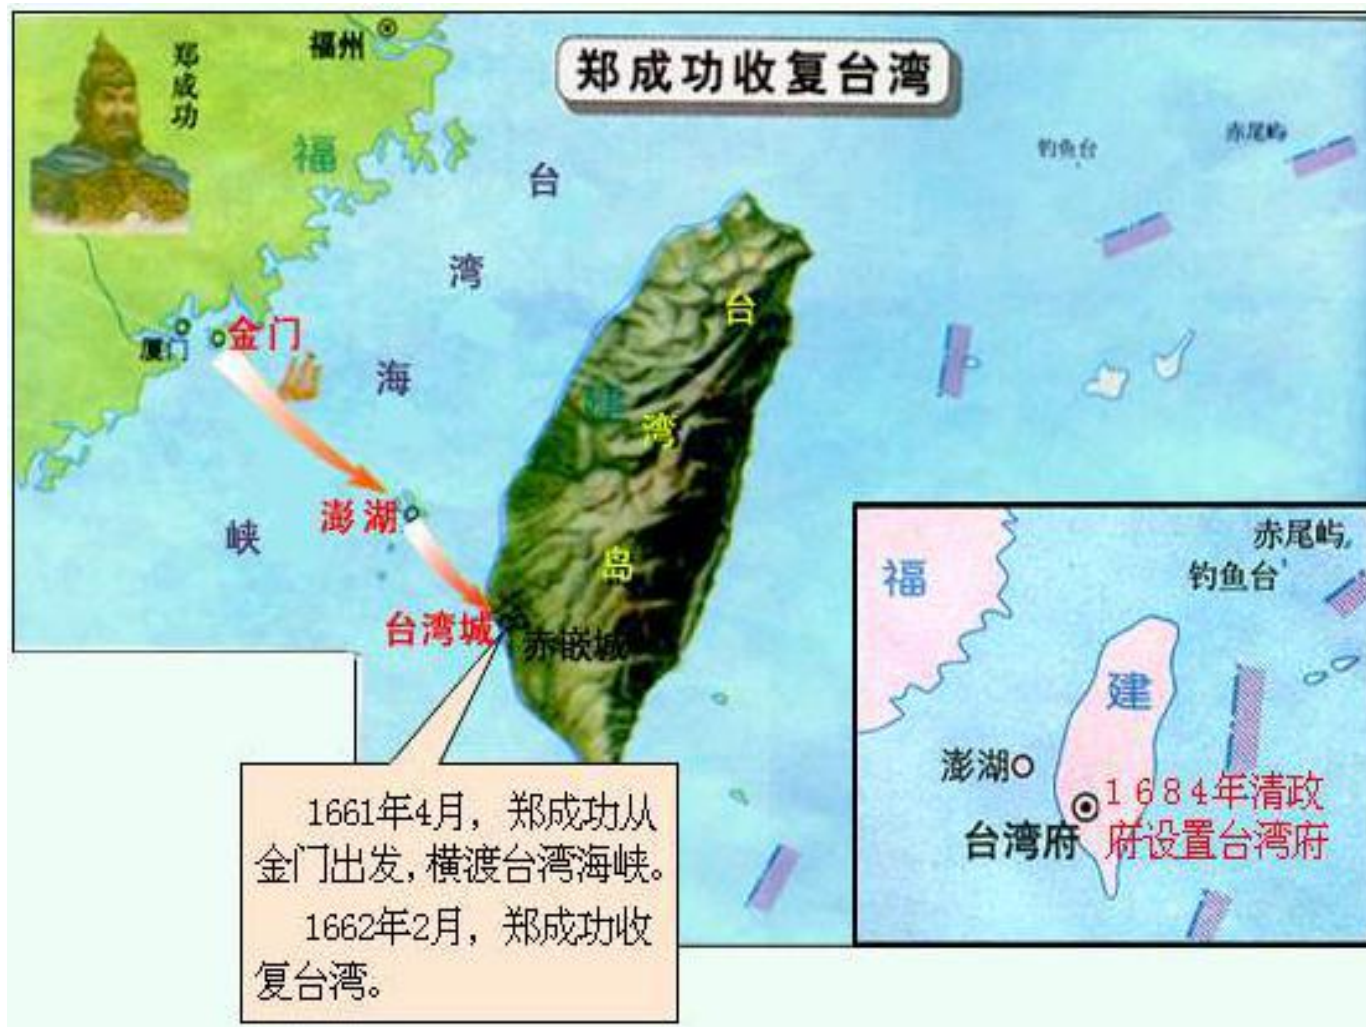 郑成功收复台湾
郑成功
福州
福
建
台
湾
海
峡
钓鱼台
赤尾屿
厦门
金门
澎湖
台湾城
赤嵌城
台
湾
岛
1661年4月，郑成功从
金门出发，横渡台湾海峡。
1662年2月，郑成功收
复台湾。
赤尾屿
钓鱼台
福
建
澎湖
台湾府
1684年清政
府设置台湾府